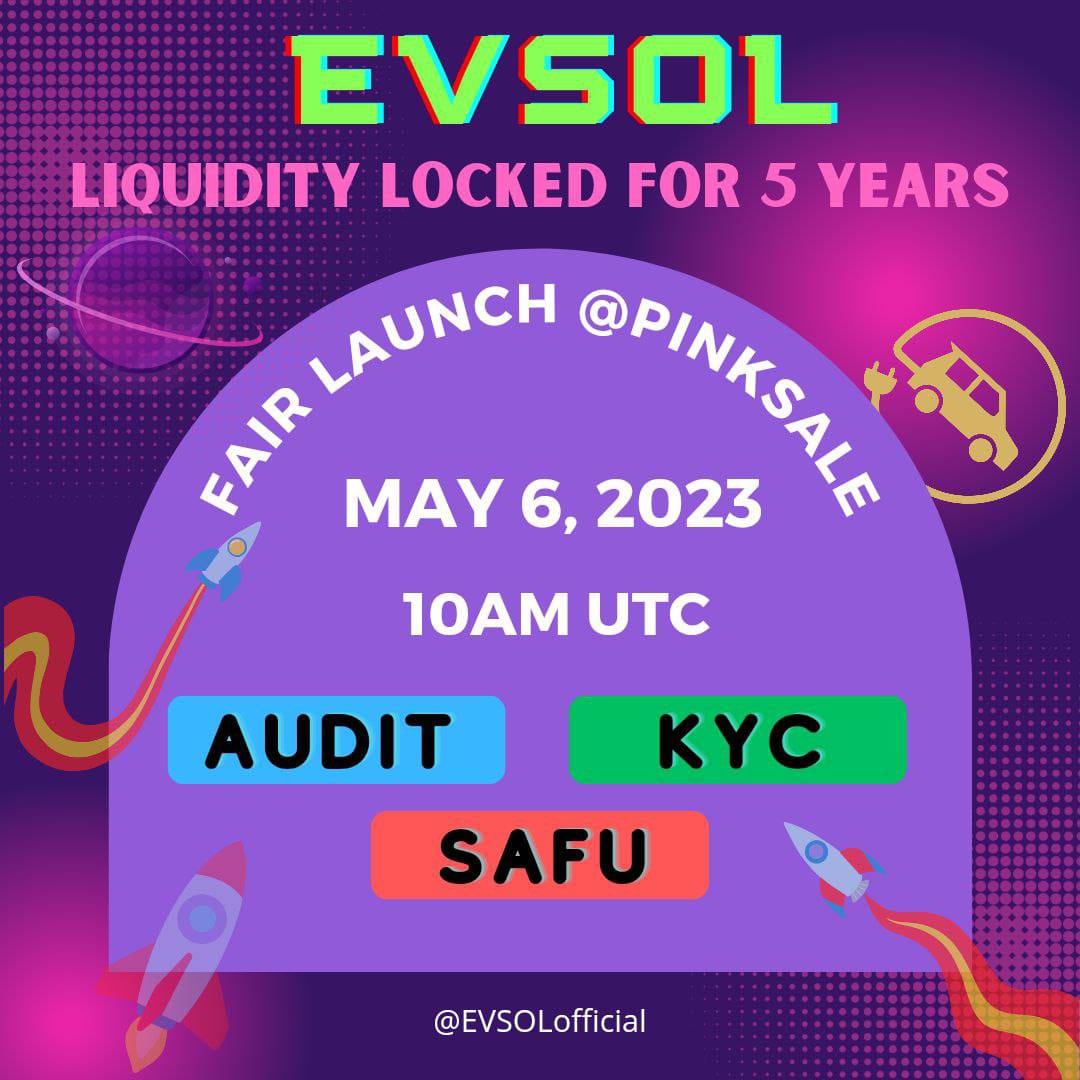 EVSOL
LIQUIDITY LOCKED FOR 5 YEARS
FAIR LAUNCH @PINKSALE
MAY 6, 2023
10AM UTC
AUDIT
KYC
SAFU
@EVSOLofficial